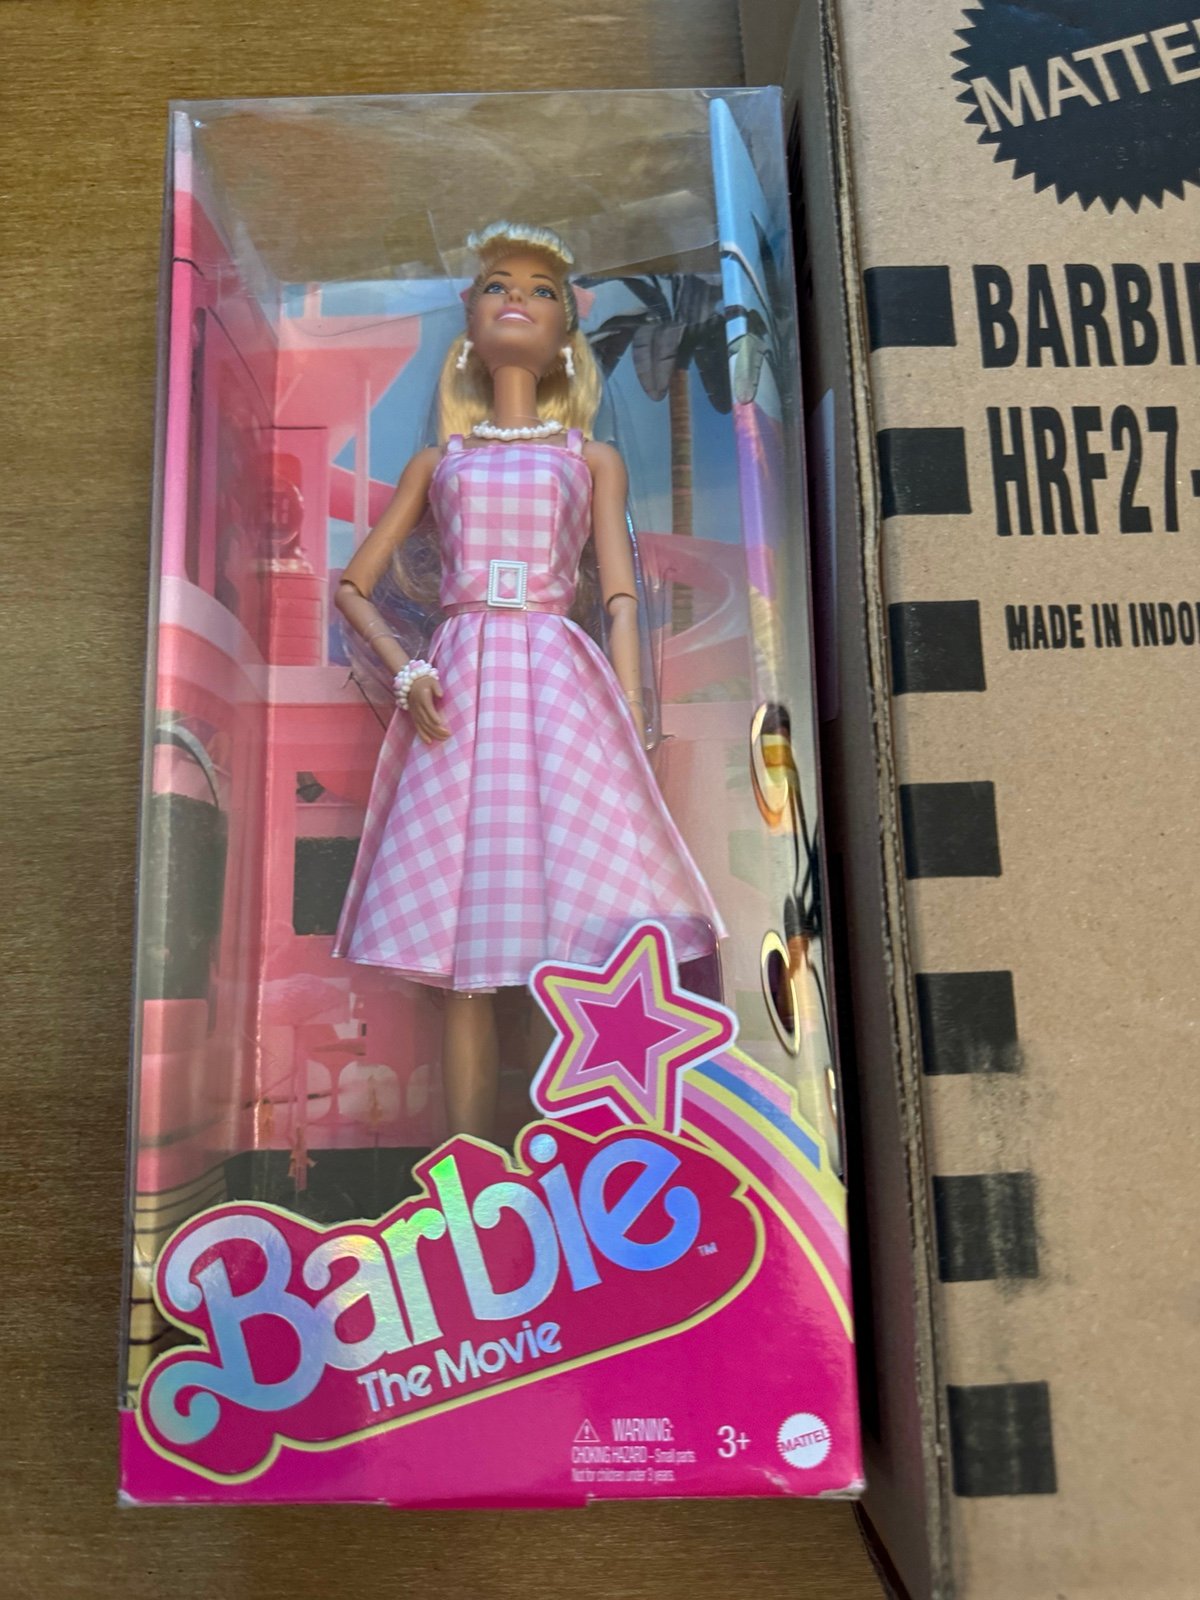 Barbie
TM
The Movie
WARNING:
CHOKING HAZARD – Small parts
Not for children under 3 years.
3+
MATTEL
MATTE
BARBI
HRF27-
MADE IN INDO